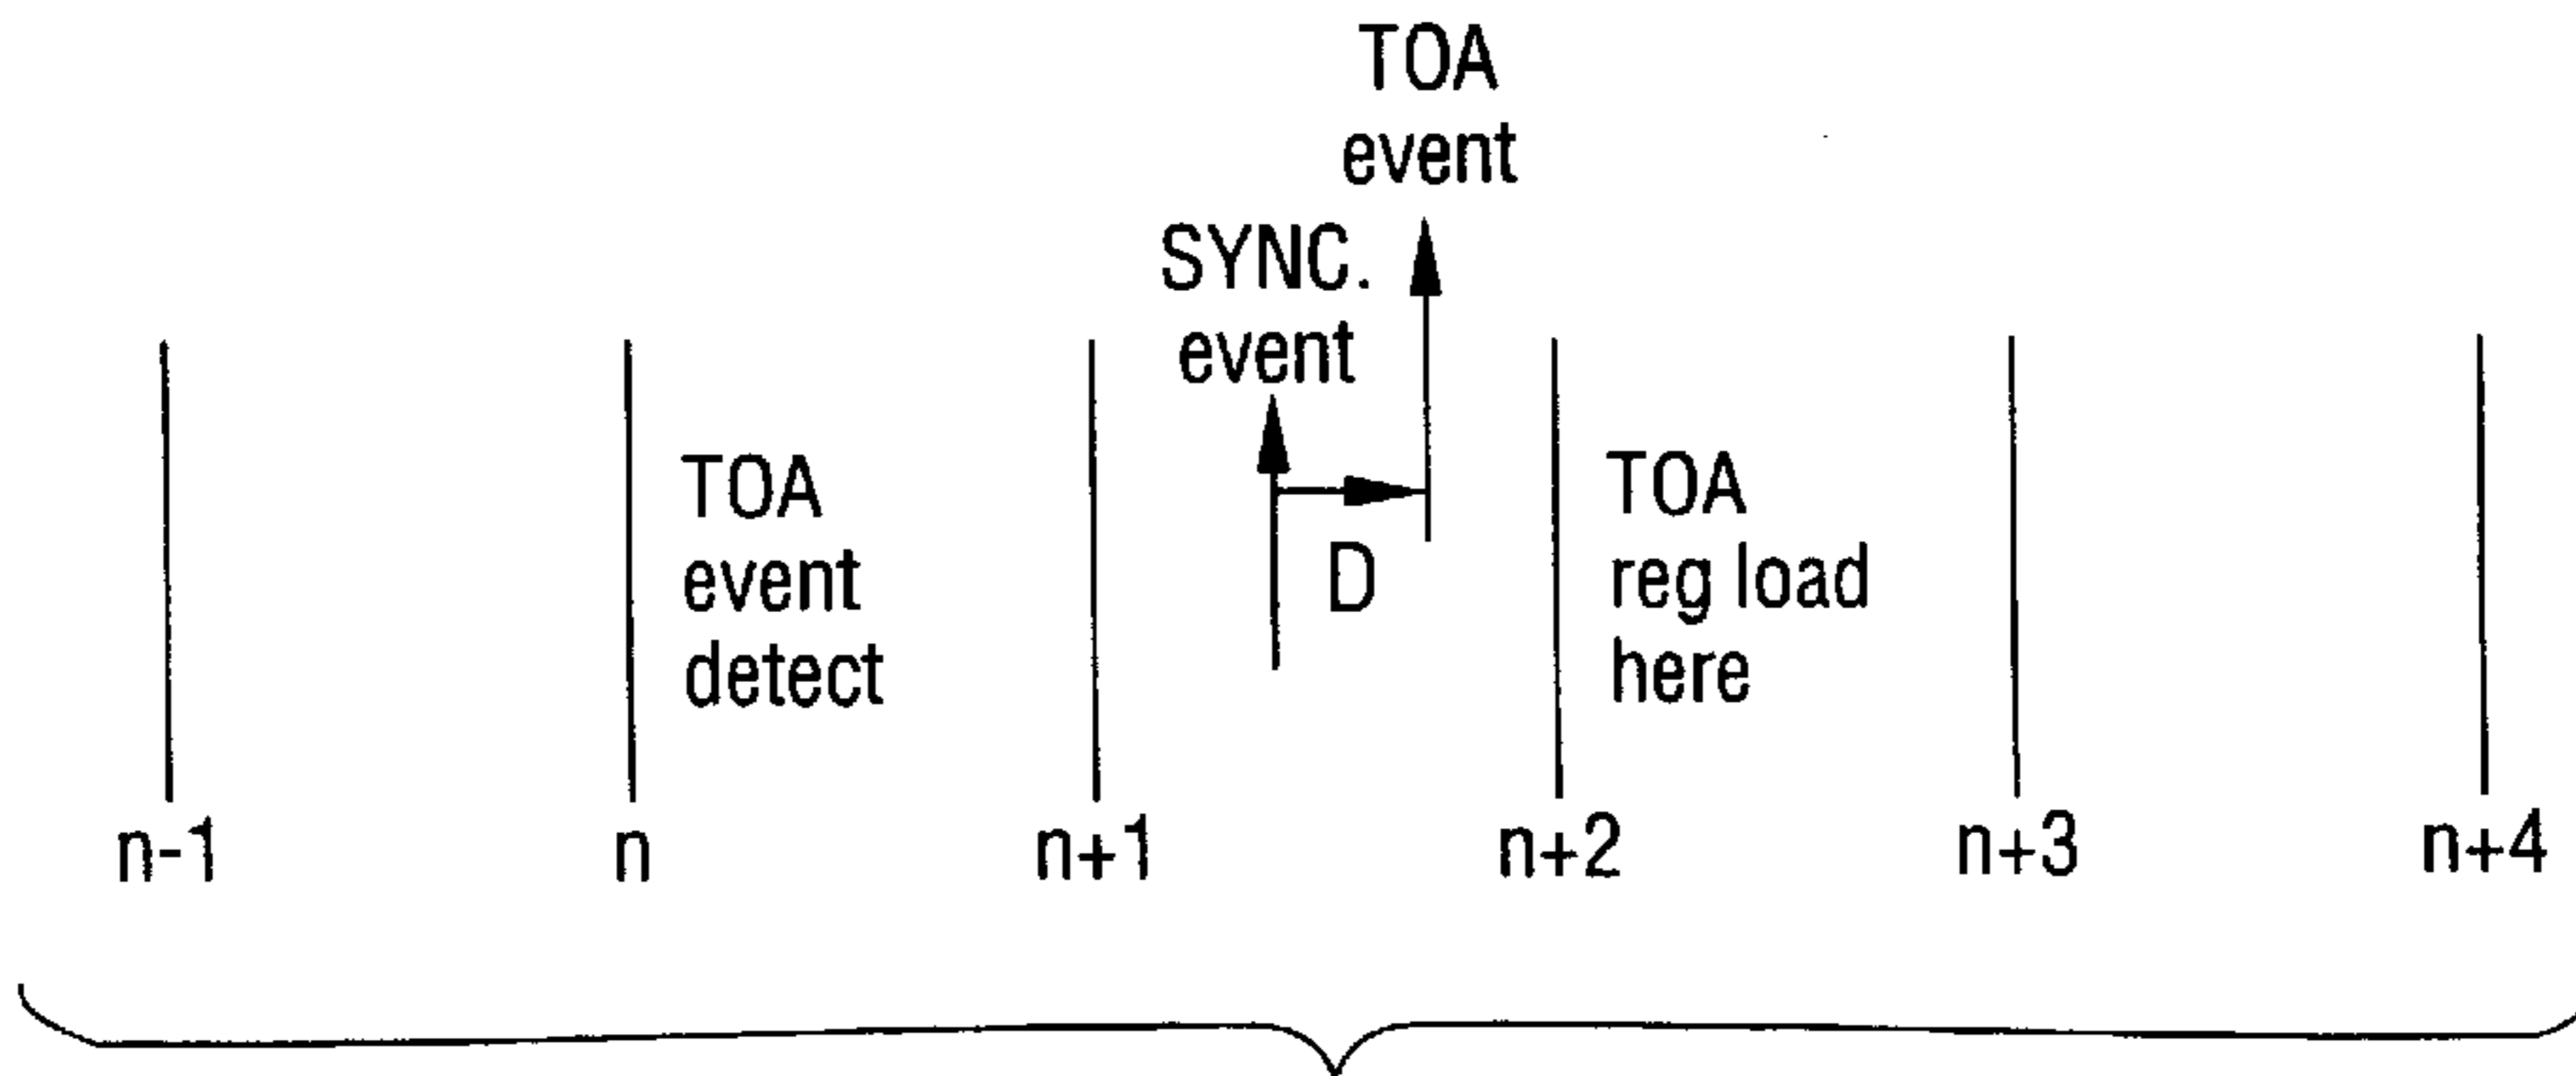 TOA
event
SYNC.
event
TOA
event
detect
D
TOA
reg load
here
n-1
n
n+1
n+2
n+3
n+4